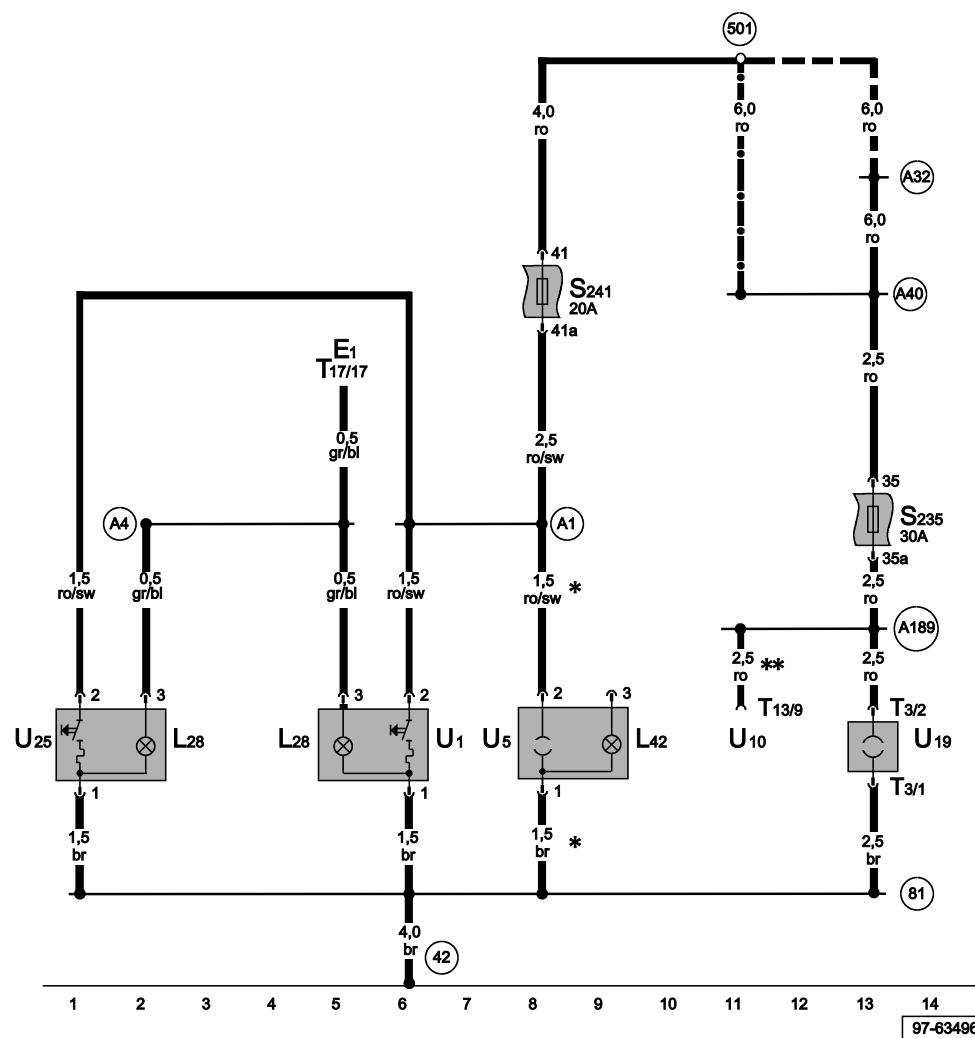 501
4,0
ro
6,0
ro
6,0
ro
A32
6,0
ro
41
S241
20A
A40
41a
E1
T17/17
2,5
ro
0,5
gr/bl
2,5
ro/sw
35
A4
A1
S235
30A
35a
1,5
ro/sw
0,5
gr/bl
0,5
gr/bl
1,5
ro/sw
1,5
ro/sw
*
2,5
ro
A189
2,5
ro
**
2,5
ro
2
3
3
2
2
3
T13/9
T3/2
U25
L28
L28
U1
U5
L42
U10
U19
1
1
1
T3/1
1,5
br
1,5
br
1,5
br
*
2,5
br
81
4,0
br
42
1 2 3 4 5 6 7 8 9 10 11 12 13 14
97-63496